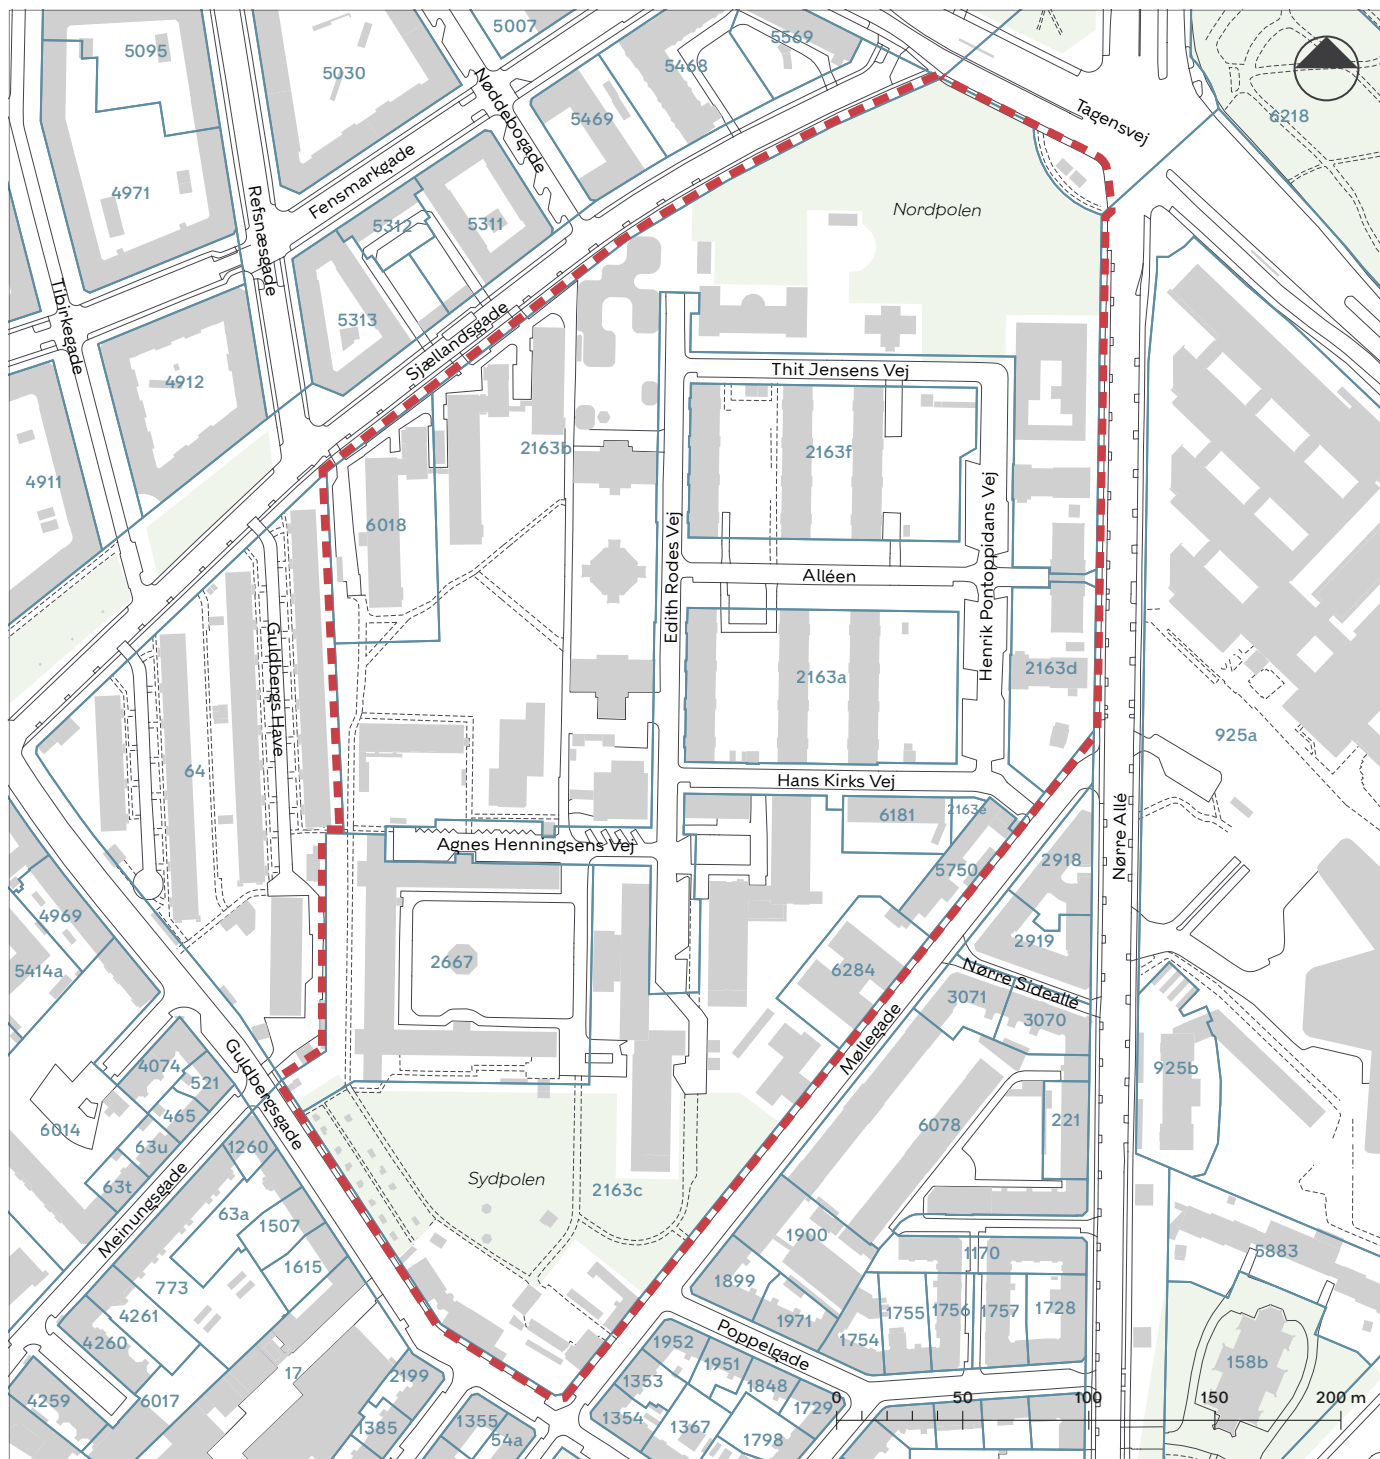 5007
5095
5030
5468
5569
6218
Tagensvej
Nøddebogade
5469
Fensmarkgade
4971
Refsnæsgade
5312
5311
Nordpolen
Tibirkegade
5313
Sjællandsgade
4912
Thit Jensens Vej
4911
2163b
2163f
6018
Edith Rodes Vej
Henrik Pontoppidans Vej
Alléen
Guldbergs Have
2163a
2163d
925a
64
Hans Kirks Vej
6181
2163e
Nørre Allé
Agnes Henningsens Vej
2918
5750
4969
2919
5414a
2667
6284
Nørre Sideallé
3071
3070
Møllegade
Guldbergsgade
4074
521
925b
465
6014
63u
1260
6078
221
63t
Sydpolen
2163c
Meinungsgade
63a
1507
1615
1900
1170
5883
773
1899
4261
1971
1755
1756
1757
1728
4260
1754
Poppelgade
1952
1951
158b
17
2199
1353
1848
4259
6017
1729
0
50
100
150
200 m
1354
1367
1385
1355
54a
1798